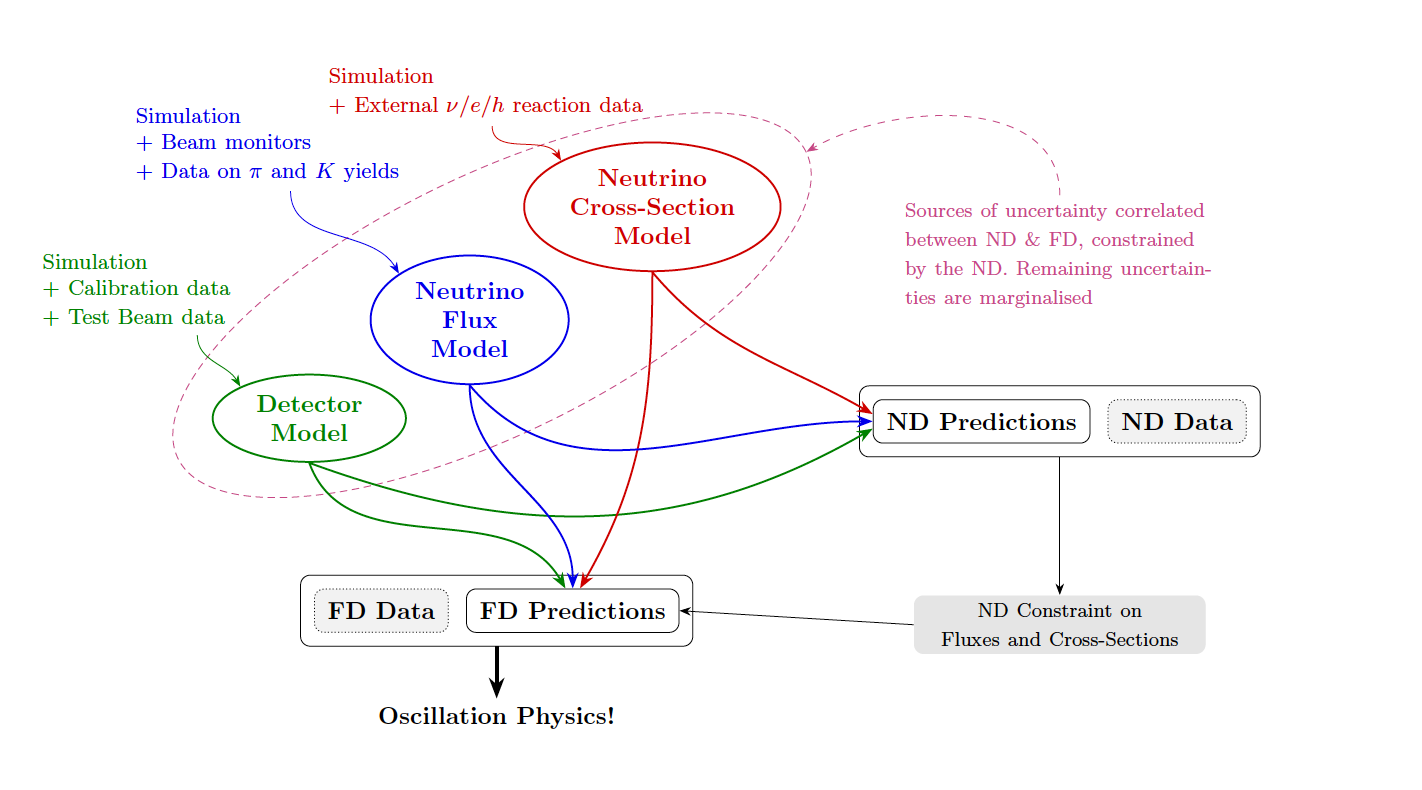 Simulation
+ External ν/e/h reaction data
Simulation
+ Beam monitors
+ Data on π and K yields
Neutrino
Cross-Section
Model
Sources of uncertainty correlated
between ND & FD, constrained
by the ND. Remaining uncertain-
ties are marginalised
Simulation
+ Calibration data
+ Test Beam data
Neutrino
Flux
Model
Detector
Model
ND Predictions
ND Data
FD Data
FD Predictions
ND Constraint on
Fluxes and Cross-Sections
Oscillation Physics!